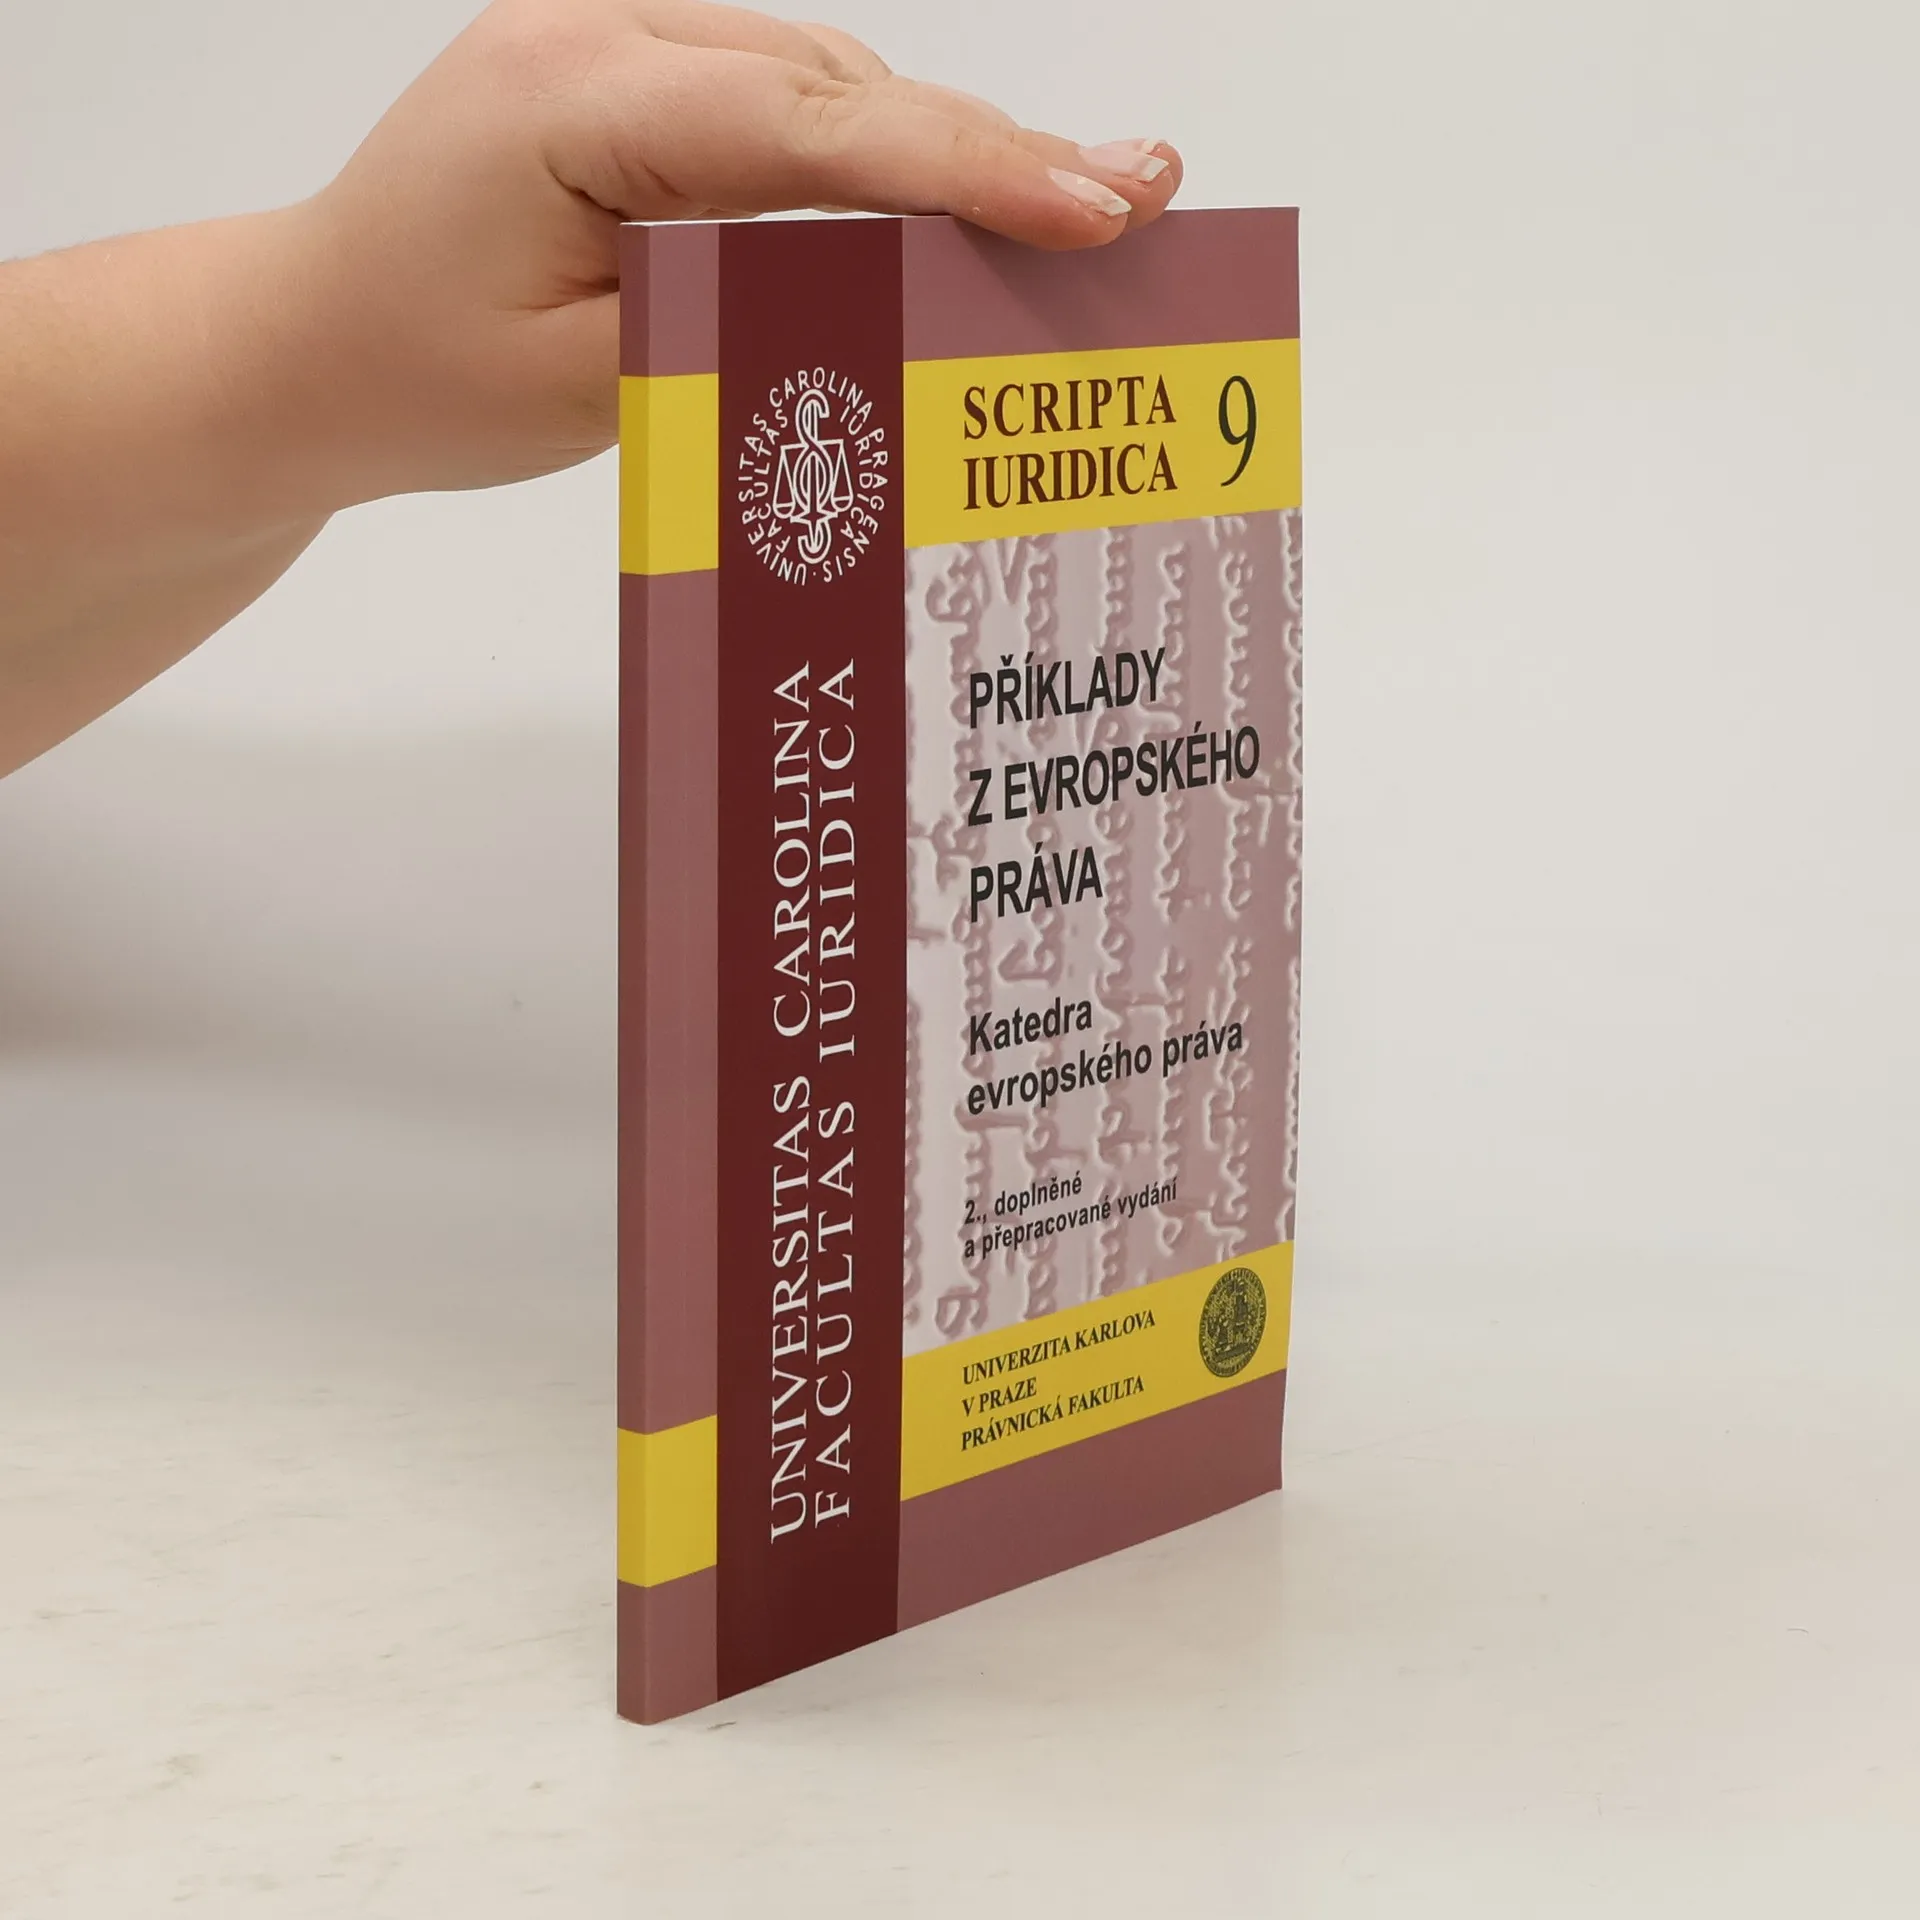 UNIVERSITAS CAROLINA PRAGENSIS ·
FACULTAS IURIDICA
UNIVERSITAS CAROLINA
FACULTAS IURIDICA
SCRIPTA
IURIDICA
9
PŘÍKLADY
Z EVROPSKÉHO
PRÁVA
Katedra
evropského práva
2., doplněné
a přepracované vydání
UNIVERZITA KARLOVA
V PRAZE
PRÁVNICKÁ FAKULTA